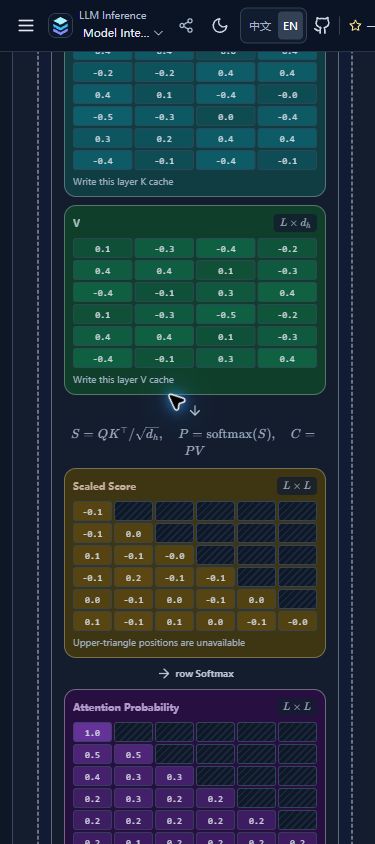 LLM Inference
Model Inte...
中文 EN
-0.2 -0.2 0.4 0.4
0.4 0.1 -0.4 -0.0
-0.5 -0.3 0.0 -0.4
0.3 0.2 0.4 0.4
-0.4 -0.1 -0.4 -0.1
Write this layer K cache
V L × d_h
0.1 -0.3 -0.4 -0.2
0.4 0.4 0.1 -0.3
-0.4 -0.1 0.3 0.4
0.1 -0.3 -0.5 -0.2
0.4 0.4 0.1 -0.3
-0.4 -0.1 0.3 0.4
Write this layer V cache
S = QK⊤/√d_h, P = softmax(S), C =
PV
Scaled Score L × L
-0.1
-0.1 0.0
0.1 -0.1 -0.0
-0.1 0.2 -0.1 -0.1
0.0 -0.1 0.0 -0.1 0.0
0.1 -0.1 0.1 0.0 -0.1 -0.0
Upper-triangle positions are unavailable
→ row Softmax
Attention Probability L × L
1.0
0.5 0.5
0.4 0.3 0.3
0.2 0.3 0.2 0.2
0.2 0.2 0.2 0.2 0.2